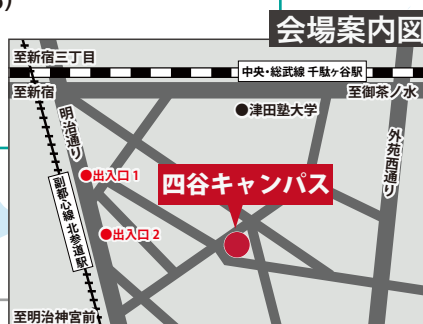 会場案内図
至新宿三丁目
中央・総武線 千駄ヶ谷駅
至新宿
至御茶ノ水
明治通り
●津田塾大学
外苑西通り
●出入口1
四谷キャンパス
副都心線 北参道駅
●出入口2
至明治神宮前